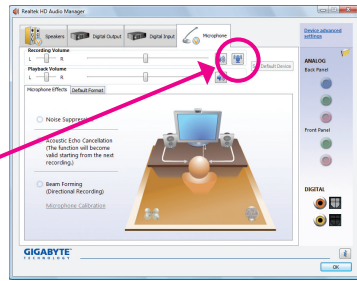 Realtek HD Audio Manager
Speakers
Digital Output
Digital Input
Microphone
Device advanced
settings
Recording Volume
L R
Default Device
Playback Volume
L R
ANALOG
Back Panel
Microphone Effects
Default Format
Noise Suppres
Acoustic Echo Cancellation
(The function will become
valid starting from the next
recording.)
Front Panel
Beam Forming
(Directional Recording)
Microphone Calibration
DIGITAL
GIGABYTE
TECHNOLOGY
OK